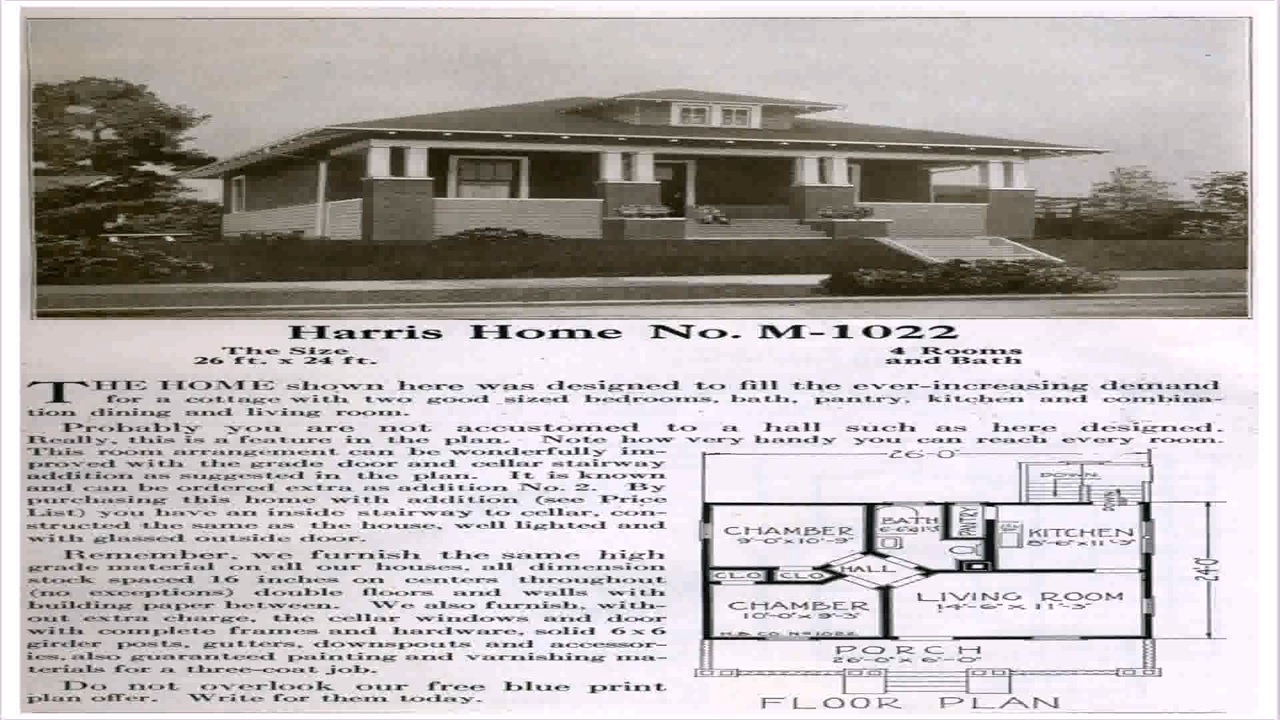 Harris Home No. M-1022
The Size
26 ft. x 24 ft.
4 Rooms
and Bath
THE HOME shown here was designed to fill the ever-increasing demand
for a cottage with two good sized bedrooms, bath, pantry, kitchen and combina-
tion dining and living room.
Probably you are not accustomed to a hall such as here designed.
Really, this is a feature in the plan. Note how very handy you can reach every room.
This room arrangement can be wonderfully im-
proved with the grade door and cellar stairway
addition as suggested in the plan. It is known
and can be ordered extra as addition No. 2. By
purchasing this home with addition (see Price
List) you have an inside stairway to cellar, con-
structed the same as the house, well lighted and
with glassed outside door.
Remember, we furnish the same high
grade material on all our houses, all dimension
stock spaced 16 inches on centers throughout
(no exceptions) double floors and walls with
building paper between. We also furnish, with-
out extra charge, the cellar windows and door
with complete frames and hardware, solid 6x6
girder posts, gutters, downspouts and accessor-
ies, also guaranteed painting and varnishing ma-
terials for a three-coat job.
Do not overlook our free blue print
plan offer. Write for them today.
26-0"
DOWN
CHAMBER
9'-0"x10'-9"
BATH
PANTRY
KITCHEN
8'-6"x11'-3"
HALL
CLO
CLO
24'-0"
CHAMBER
10'-0"x9'-3"
LIVING ROOM
14'-6"x11'-3"
H.B. CO. No 1022
PORCH
26'-0"x6'-0"
FLOOR PLAN